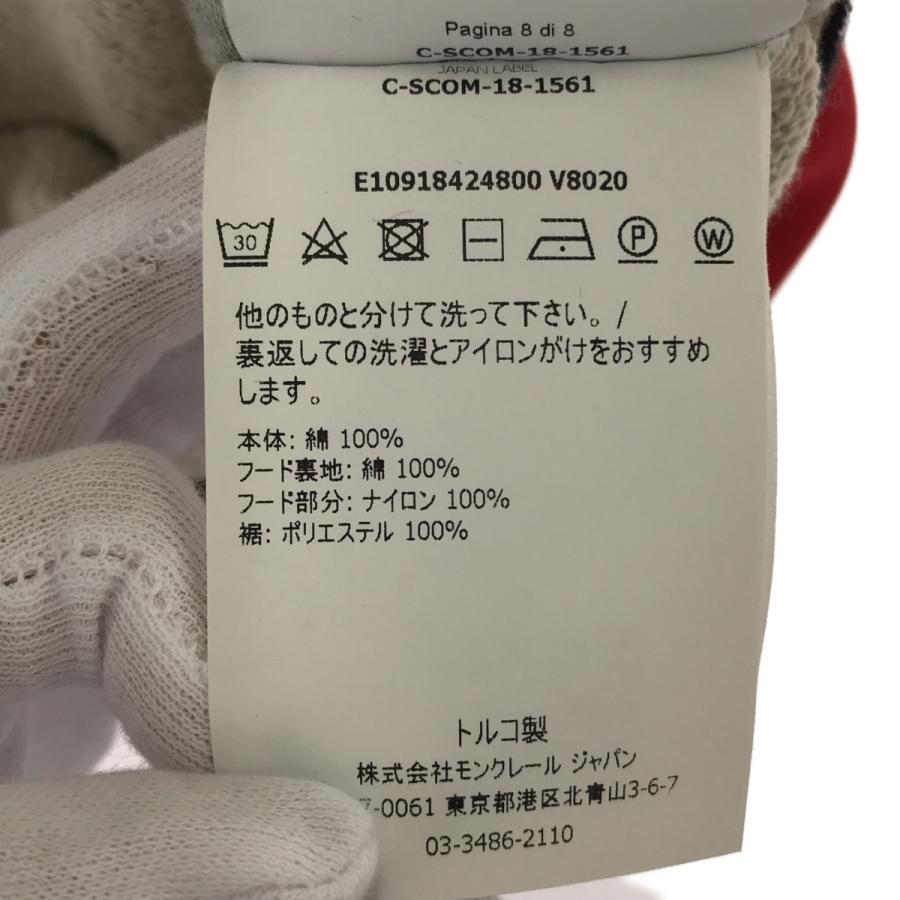 Pagina 8 di 8
C-SCOM-18-1561
JAPAN LABEL
C-SCOM-18-1561
E10918424800 V8020
30 P W
他のものと分けて洗って下さい。/
裏返しての洗濯とアイロンがけをおすすめ
します。
本体: 綿 100%
フード裏地: 綿 100%
フード部分: ナイロン 100%
裾: ポリエステル 100%
トルコ製
株式会社モンクレール ジャパン
-0061 東京都港区北青山3-6-7
03-3486-2110